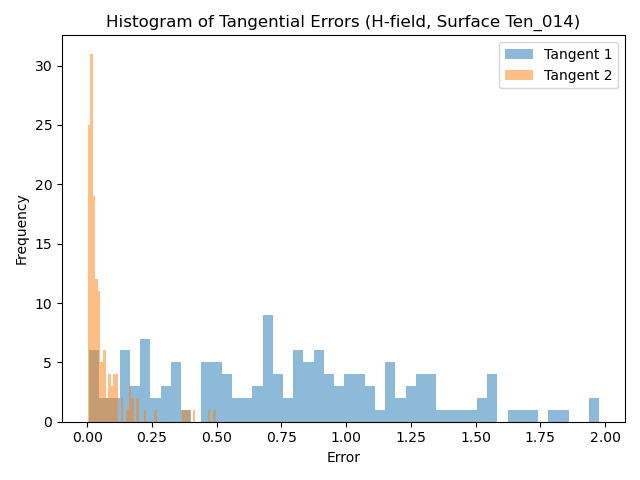 Histogram of Tangential Errors (H-field, Surface Ten_014)
Tangent 1
Tangent 2
Frequency
30
25
20
15
10
5
0
0.00 0.25 0.50 0.75 1.00 1.25 1.50 1.75 2.00
Error